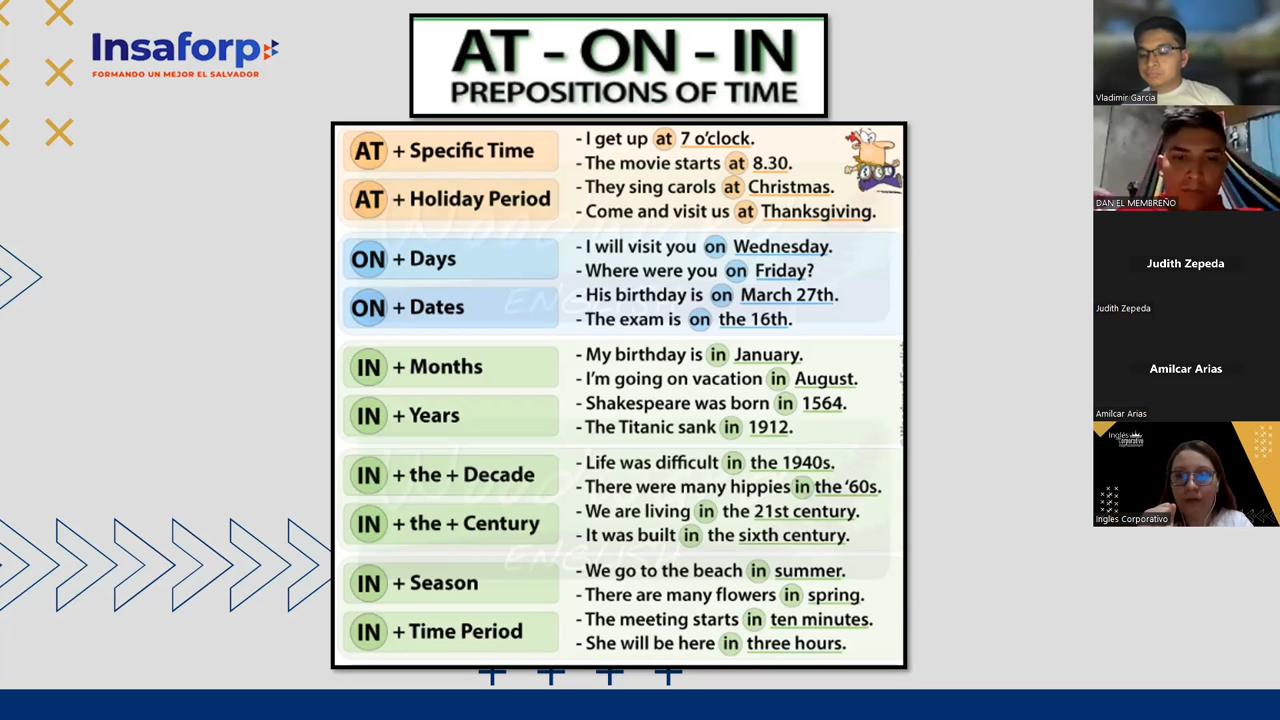 Insaforp
FORMANDO UN MEJOR EL SALVADOR
AT - ON - IN
PREPOSITIONS OF TIME
AT + Specific Time
- I get up at 7 o'clock.
- The movie starts at 8.30.
AT + Holiday Period
- They sing carols at Christmas.
- Come and visit us at Thanksgiving.
ON + Days
- I will visit you on Wednesday.
- Where were you on Friday?
ON + Dates
- His birthday is on March 27th.
- The exam is on the 16th.
IN + Months
- My birthday is in January.
- I'm going on vacation in August.
IN + Years
- Shakespeare was born in 1564.
- The Titanic sank in 1912.
IN + the + Decade
- Life was difficult in the 1940s.
- There were many hippies in the '60s.
IN + the + Century
- We are living in the 21st century.
- It was built in the sixth century.
IN + Season
- We go to the beach in summer.
- There are many flowers in spring.
IN + Time Period
- The meeting starts in ten minutes.
- She will be here in three hours.
ENGLISH
ENGLISH
Vladimir Garcia
DAN EL MEMBREÑO
Judith Zepeda
Judith Zepeda
Amilcar Arias
Amilcar Arias
Inglés
Corporativo
Ingles Corporativo